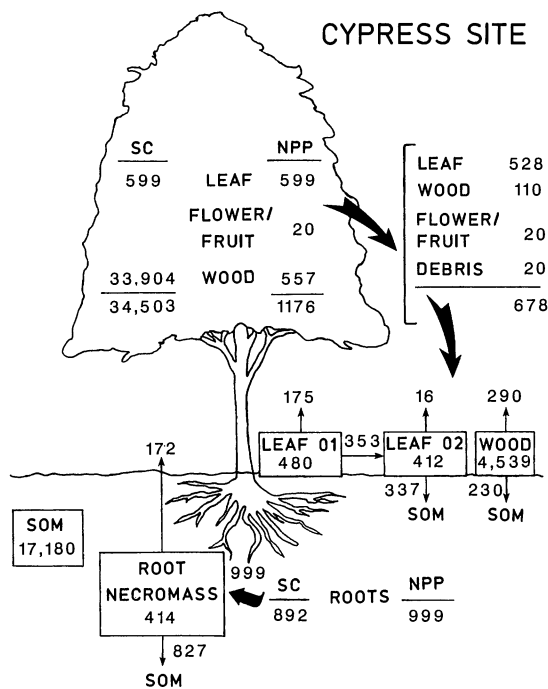 CYPRESS SITE
SC NPP
599 LEAF 599
FLOWER/
FRUIT 20
33,904 WOOD 557
34,503 1176
LEAF 528
WOOD 110
FLOWER/
FRUIT 20
DEBRIS 20
678
175 16 290
LEAF 01 353 LEAF 02 WOOD
480 412 4,539
172
337 230
SOM SOM
SOM
17,180
ROOT
NECROMASS
414
999
SC ROOTS NPP
892 999
827
SOM